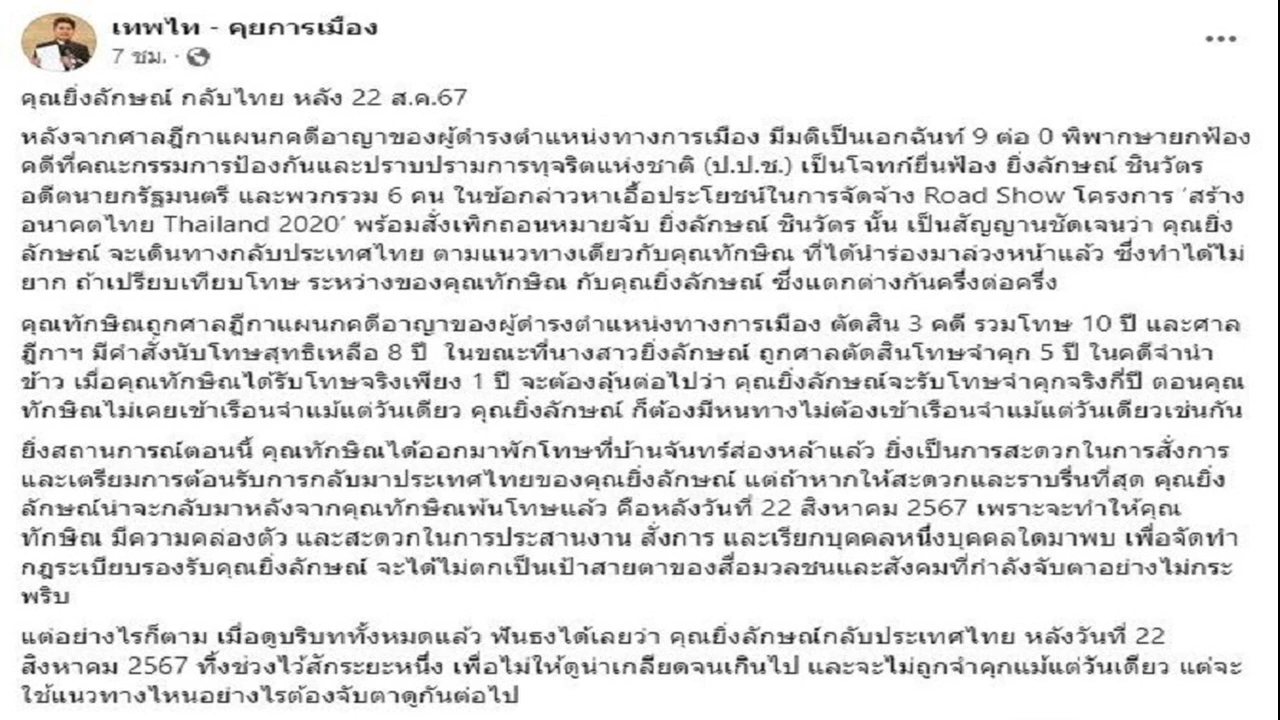 เทพไท - คุยการเมือง
7 ชม. ·
คุณยิ่งลักษณ์ กลับไทย หลัง 22 ส.ค.67
หลังจากศาลฎีกาแผนกคดีอาญาของผู้ดำรงตำแหน่งทางการเมือง มีมติเป็นเอกฉันท์ 9 ต่อ 0 พิพากษายกฟ้อง
คดีที่คณะกรรมการป้องกันและปราบปรามการทุจริตแห่งชาติ (ป.ป.ช.) เป็นโจทก์ยื่นฟ้อง ยิ่งลักษณ์ ชินวัตร
อดีตนายกรัฐมนตรี และพวกรวม 6 คน ในข้อกล่าวหาเอื้อประโยชน์ในการจัดจ้าง Road Show โครงการ ‘สร้าง
อนาคตไทย Thailand 2020’ พร้อมสั่งเพิกถอนหมายจับ ยิ่งลักษณ์ ชินวัตร นั้น เป็นสัญญานชัดเจนว่า คุณยิ่ง
ลักษณ์ จะเดินทางกลับประเทศไทย ตามแนวทางเดียวกับคุณทักษิณ ที่ได้นำร่องมาล่วงหน้าแล้ว ซึ่งทำได้ไม่
ยาก ถ้าเปรียบเทียบโทษ ระหว่างของคุณทักษิณ กับคุณยิ่งลักษณ์ ซึ่งแตกต่างกันครึ่งต่อครึ่ง
คุณทักษิณถูกศาลฎีกาแผนกคดีอาญาของผู้ดำรงตำแหน่งทางการเมือง ตัดสิน 3 คดี รวมโทษ 10 ปี และศาล
ฎีกาฯ มีคำสั่งนับโทษสุทธิเหลือ 8 ปี ในขณะที่นางสาวยิ่งลักษณ์ ถูกศาลตัดสินโทษจำคุก 5 ปี ในคดีจำนำ
ข้าว เมื่อคุณทักษิณได้รับโทษจริงเพียง 1 ปี จะต้องลุ้นต่อไปว่า คุณยิ่งลักษณ์จะรับโทษจำคุกจริงกี่ปี ตอนคุณ
ทักษิณไม่เคยเข้าเรือนจำแม้แต่วันเดียว คุณยิ่งลักษณ์ ก็ต้องมีหนทางไม่ต้องเข้าเรือนจำแม้แต่วันเดียวเช่นกัน
ยิ่งสถานการณ์ตอนนี้ คุณทักษิณได้ออกมาพักโทษที่บ้านจันทร์ส่องหล้าแล้ว ยิ่งเป็นการสะดวกในการสั่งการ
และเตรียมการต้อนรับการกลับมาประเทศไทยของคุณยิ่งลักษณ์ แต่ถ้าหากให้สะดวกและราบรื่นที่สุด คุณยิ่ง
ลักษณ์น่าจะกลับมาหลังจากคุณทักษิณพ้นโทษแล้ว คือหลังวันที่ 22 สิงหาคม 2567 เพราะจะทำให้คุณ
ทักษิณ มีความคล่องตัว และสะดวกในการประสานงาน สั่งการ และเรียกบุคคลหนึ่งบุคคลใดมาพบ เพื่อจัดทำ
กฎระเบียบรองรับคุณยิ่งลักษณ์ จะได้ไม่ตกเป็นเป้าสายตาของสื่อมวลชนและสังคมที่กำลังจับตาอย่างไม่กระ
พริบ
แต่อย่างไรก็ตาม เมื่อดูบริบททั้งหมดแล้ว ฟันธงได้เลยว่า คุณยิ่งลักษณ์กลับประเทศไทย หลังวันที่ 22
สิงหาคม 2567 ทิ้งช่วงไว้สักระยะหนึ่ง เพื่อไม่ให้ดูน่าเกลียดจนเกินไป และจะไม่ถูกจำคุกแม้แต่วันเดียว แต่จะ
ใช้แนวทางไหนอย่างไรต้องจับตาดูกันต่อไป